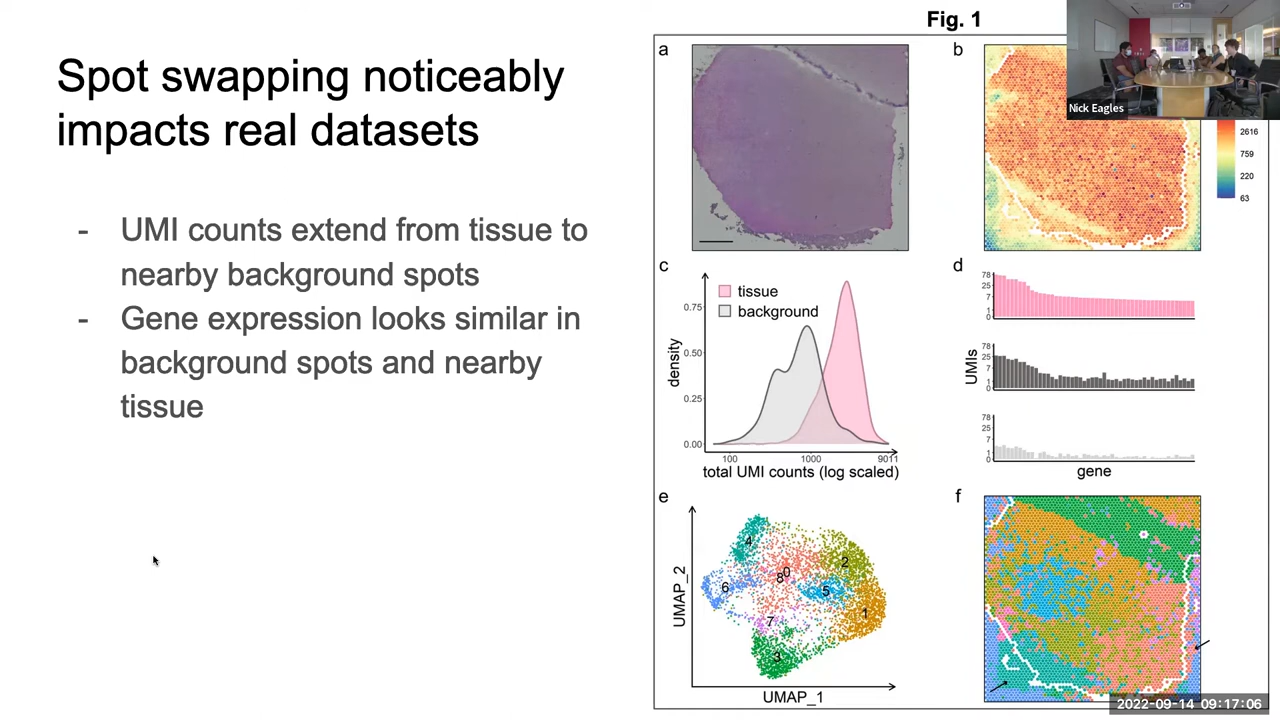 Spot swapping noticeably
impacts real datasets
- UMI counts extend from tissue to
nearby background spots
- Gene expression looks similar in
background spots and nearby
tissue
Fig. 1
a
b
Nick Eagles
2616
759
220
63
c
tissue
background
density
0.75
0.50
0.25
0.00
100
1000
9011
total UMI counts (log scaled)
d
UMIs
78
25
7
1
0
78
25
7
1
0
78
25
7
1
0
gene
e
4
0
8
2
6
5
1
7
3
UMAP_2
UMAP_1
f
2022-09-14 09:17:06